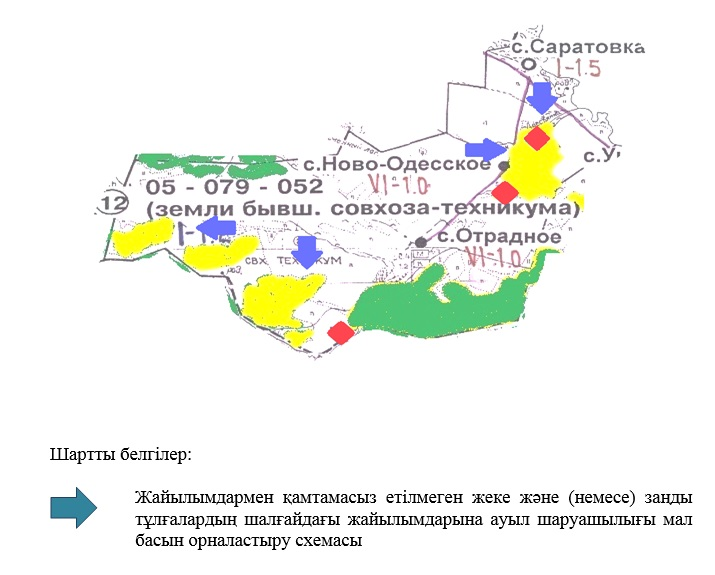 с.Саратовка
I-1.5
с.Ново-Одесское
с.У
VI-1.0
05 - 079 - 052
12
(земли бывш. совхоза-техникума)
с.Отрадное
СВХ ТЕХНИКУМ
VI-1.0
Шартты белгілер:
Жайылымдармен қамтамасыз етілмеген жеке және (немесе) заңды
тұлғалардың шалғайдағы жайылымдарына ауыл шаруашылығы мал
басын орналастыру схемасы